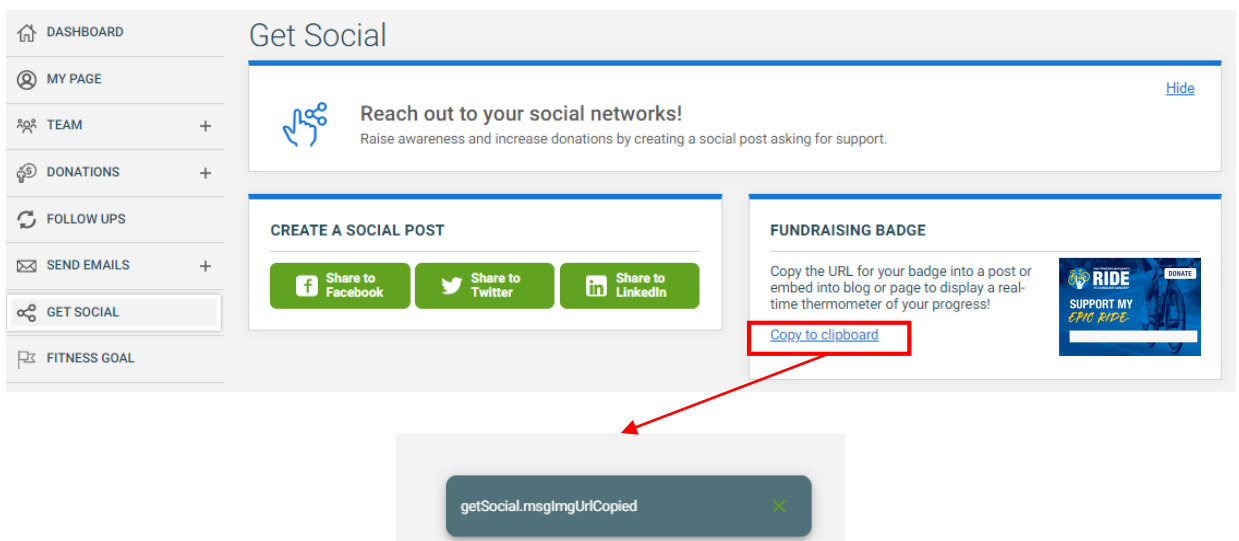 DASHBOARD
MY PAGE
TEAM +
DONATIONS +
FOLLOW UPS
SEND EMAILS +
GET SOCIAL
FITNESS GOAL
Get Social
Hide
Reach out to your social networks!
Raise awareness and increase donations by creating a social post asking for support.
CREATE A SOCIAL POST
Share to
Facebook
Share to
Twitter
Share to
LinkedIn
FUNDRAISING BADGE
Copy the URL for your badge into a post or
embed into blog or page to display a real-
time thermometer of your progress!
Copy to clipboard
RIDE
DONATE
SUPPORT MY
EPIC RIDE
getSocial.msgImgUrlCopied